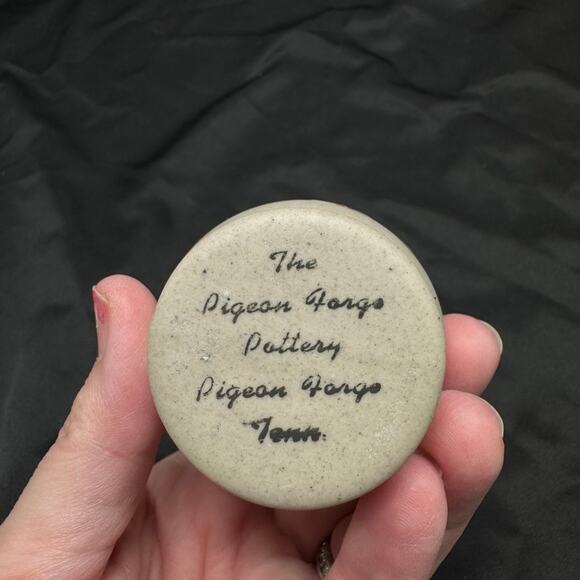 The
Pigeon Forge
Pottery
Pigeon Forge
Tenn.